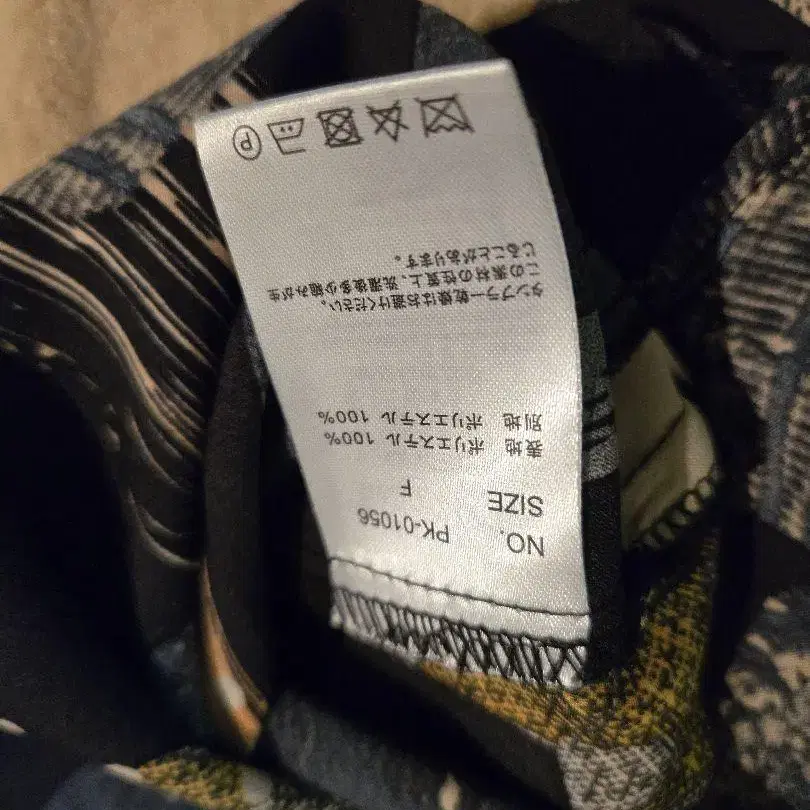 NO. PK-01056
SIZE F
表地 ポリエステル 100%
別地 ポリエステル 100%
タンブラー乾燥はお避けください。
この素材の性質上、洗濯後多少縮みが生
じることがあります。
P